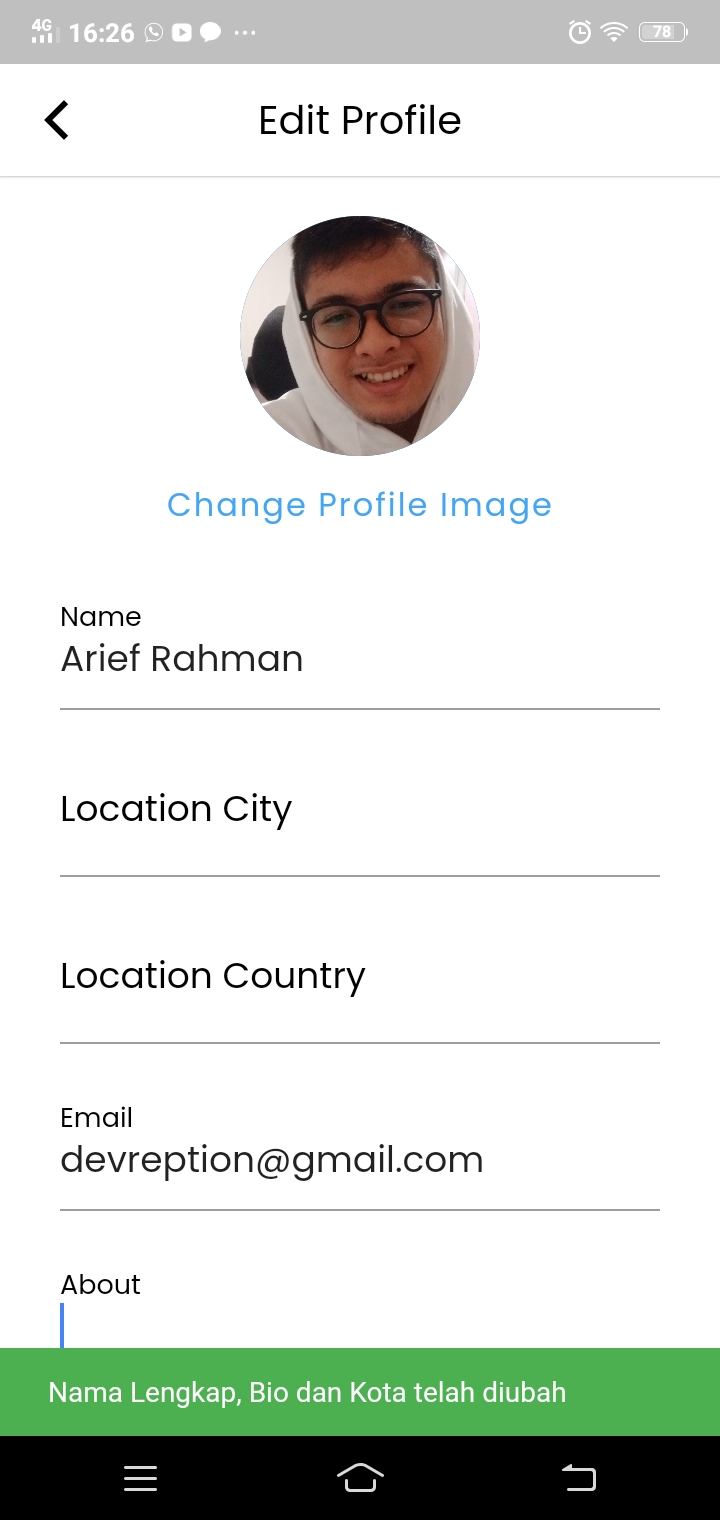 4G 16:26 78
Edit Profile
Change Profile Image
Name
Arief Rahman
Location City
Location Country
Email
devreption@gmail.com
About
Nama Lengkap, Bio dan Kota telah diubah